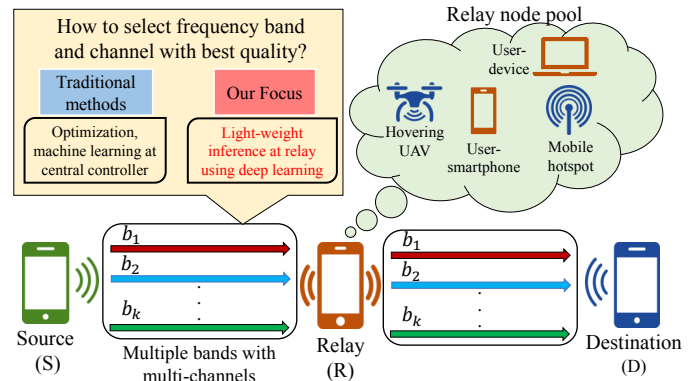 How to select frequency band
and channel with best quality?
Traditional
methods
Our Focus
Optimization,
machine learning at
central controller
Light-weight
inference at relay
using deep learning
Relay node pool
User-
device
Hovering
UAV
User-
smartphone
Mobile
hotspot
b₁
b₂
.
.
.
bₖ
b₁
b₂
.
.
.
bₖ
Source
(S)
Multiple bands with
multi-channels
Relay
(R)
Destination
(D)